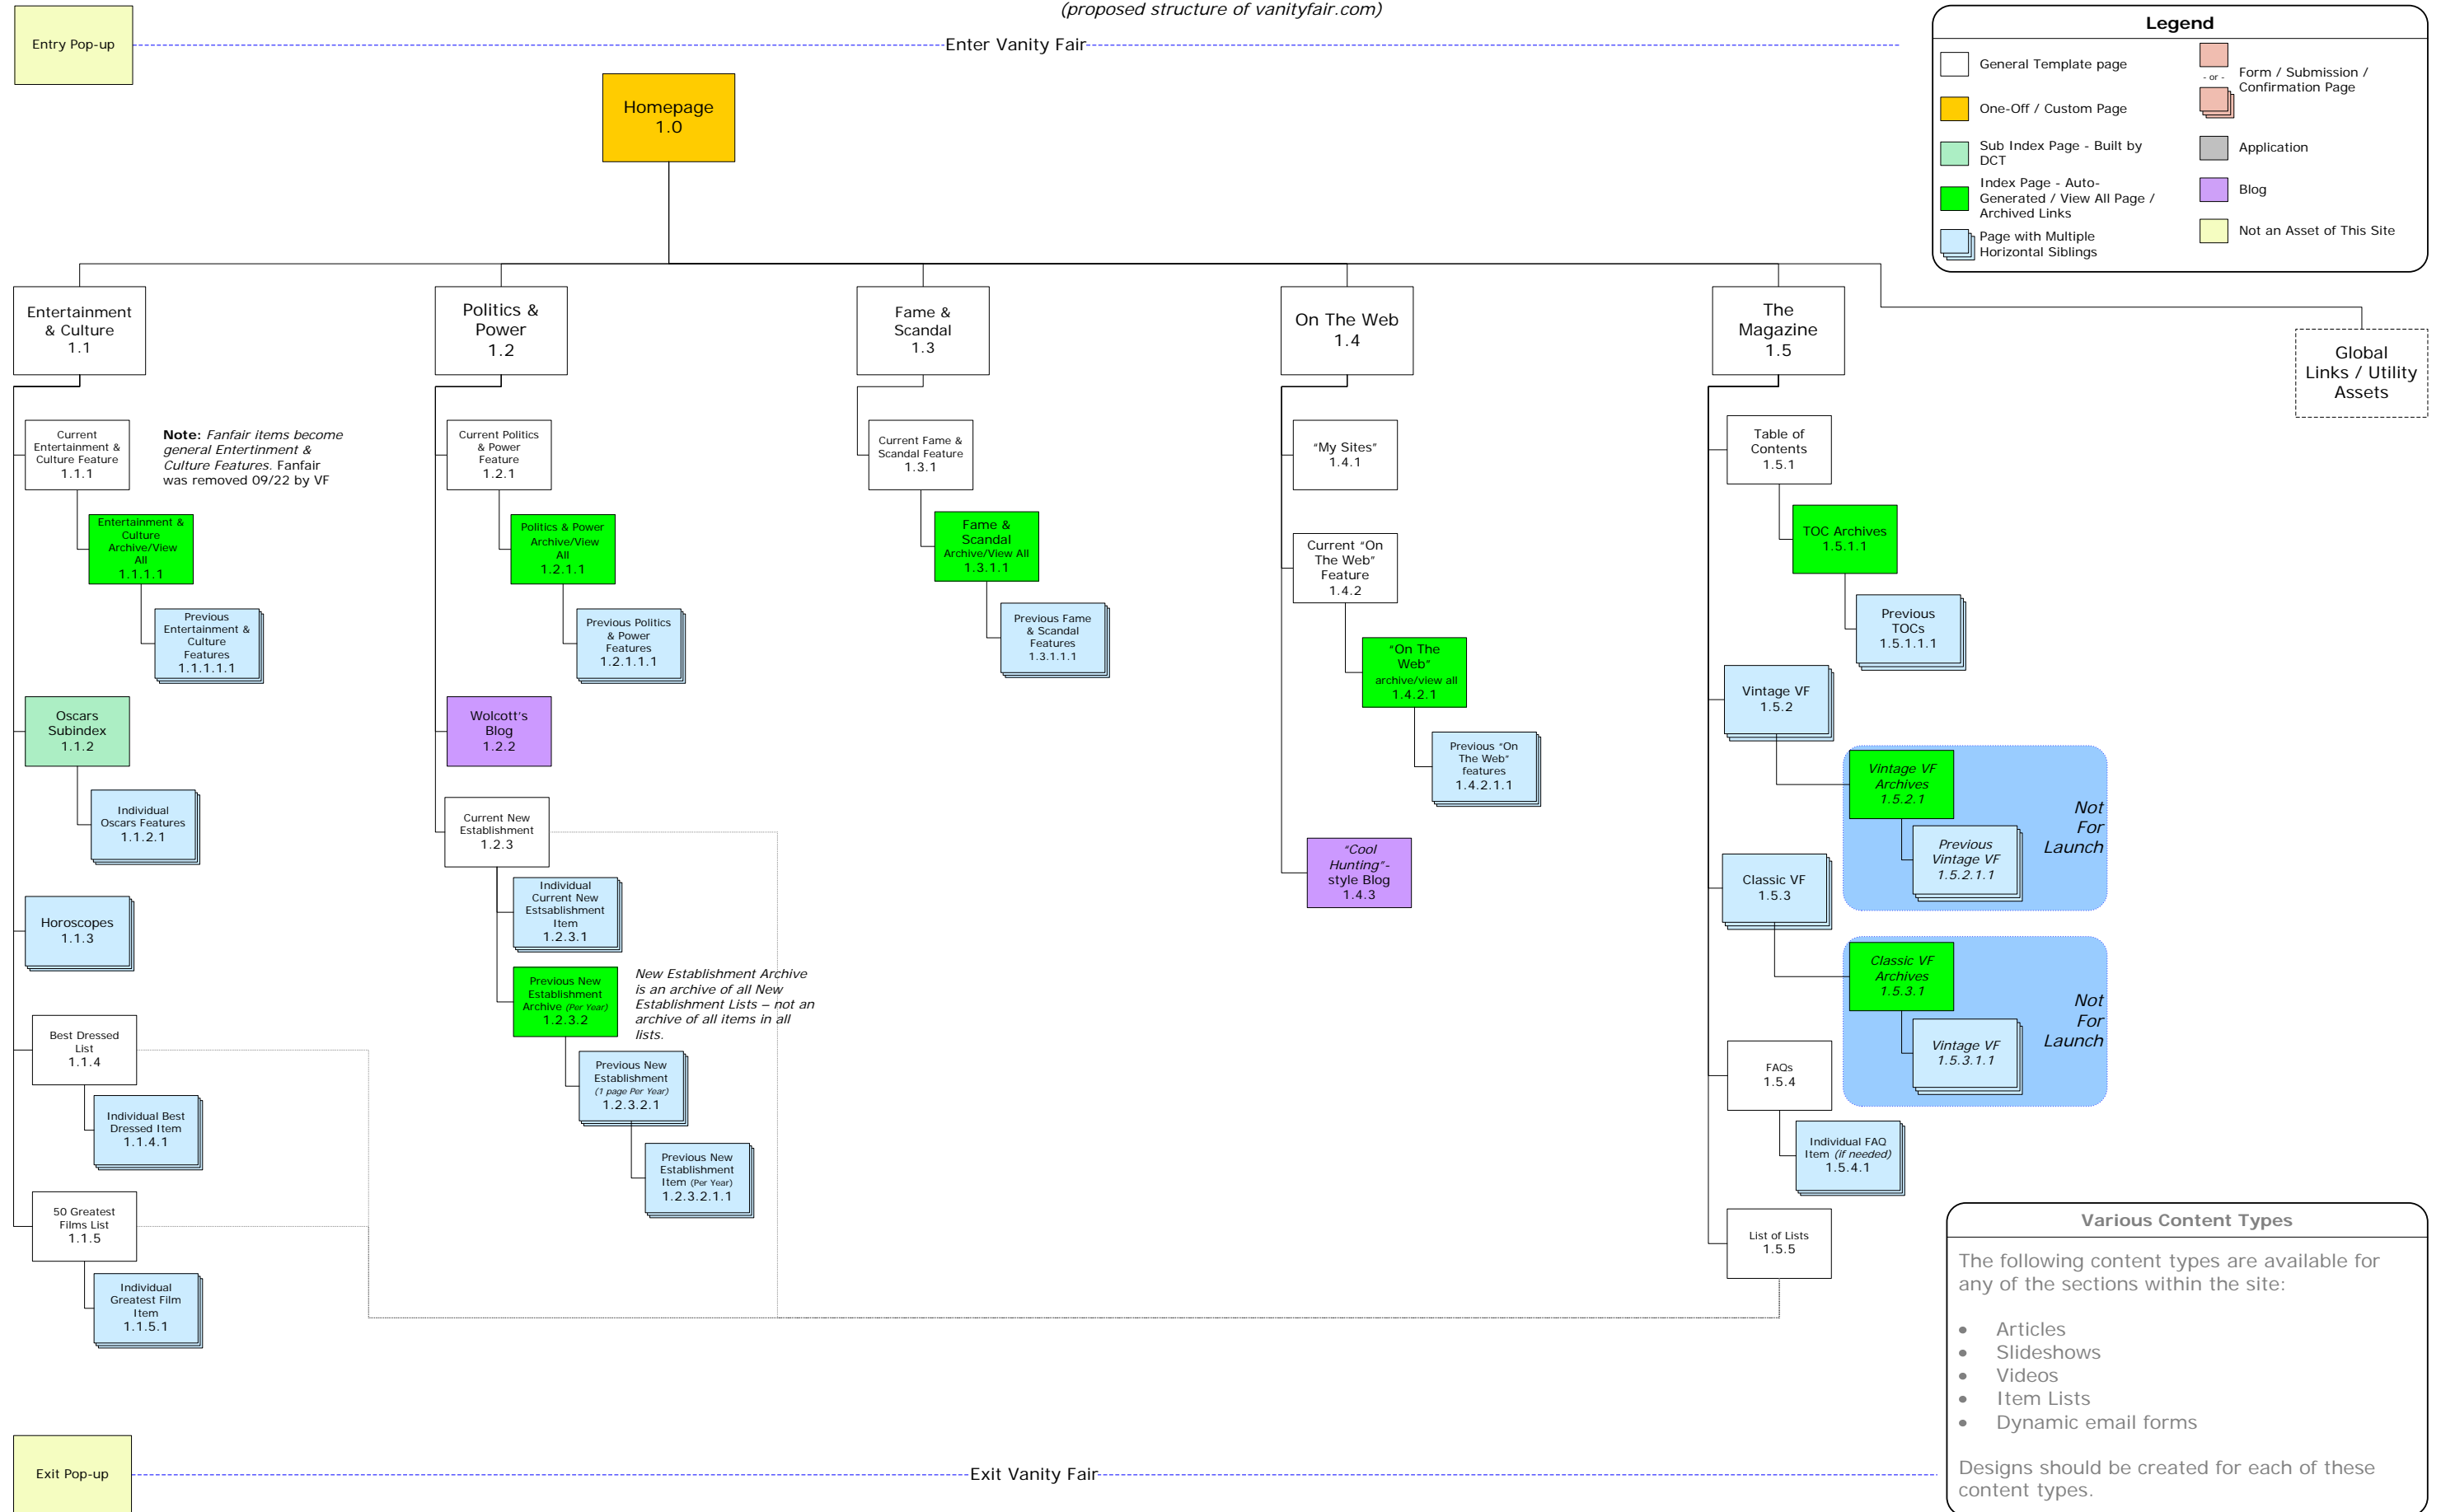 (proposed structure of vanityfair.com)
Entry Pop-up
Enter Vanity Fair
Homepage
1.0
Legend
General Template page
One-Off / Custom Page
Sub Index Page - Built by
DCT
Index Page - Auto-
Generated / View All Page /
Archived Links
Page with Multiple
Horizontal Siblings
- or -
Form / Submission /
Confirmation Page
Application
Blog
Not an Asset of This Site
Entertainment
& Culture
1.1
Politics &
Power
1.2
Fame &
Scandal
1.3
On The Web
1.4
The
Magazine
1.5
Global
Links / Utility
Assets
Current
Entertainment &
Culture Feature
1.1.1
Note: Fanfair items become
general Entertinment &
Culture Features. Fanfair
was removed 09/22 by VF
Entertainment &
Culture
Archive/View
All
1.1.1.1
Previous
Entertainment &
Culture
Features
1.1.1.1.1
Oscars
Subindex
1.1.2
Individual
Oscars Features
1.1.2.1
Horoscopes
1.1.3
Best Dressed
List
1.1.4
Individual Best
Dressed Item
1.1.4.1
50 Greatest
Films List
1.1.5
Individual
Greatest Film
Item
1.1.5.1
Current Politics
& Power
Feature
1.2.1
Politics & Power
Archive/View
All
1.2.1.1
Previous Politics
& Power
Features
1.2.1.1.1
Wolcott's
Blog
1.2.2
Current New
Establishment
1.2.3
Individual
Current New
Estsablishment
Item
1.2.3.1
Previous New
Establishment
Archive (Per Year)
1.2.3.2
New Establishment Archive
is an archive of all New
Establishment Lists – not an
archive of all items in all
lists.
Previous New
Establishment
(1 page Per Year)
1.2.3.2.1
Previous New
Establishment
Item (Per Year)
1.2.3.2.1.1
Current Fame &
Scandal Feature
1.3.1
Fame &
Scandal
Archive/View All
1.3.1.1
Previous Fame
& Scandal
Features
1.3.1.1.1
“My Sites”
1.4.1
Current “On
The Web”
Feature
1.4.2
“On The
Web”
archive/view all
1.4.2.1
Previous “On
The Web”
features
1.4.2.1.1
“Cool
Hunting”-
style Blog
1.4.3
Table of
Contents
1.5.1
TOC Archives
1.5.1.1
Previous
TOCs
1.5.1.1.1
Vintage VF
1.5.2
Vintage VF
Archives
1.5.2.1
Previous
Vintage VF
1.5.2.1.1
Not
For
Launch
Classic VF
1.5.3
Classic VF
Archives
1.5.3.1
Vintage VF
1.5.3.1.1
Not
For
Launch
FAQs
1.5.4
Individual FAQ
Item (if needed)
1.5.4.1
List of Lists
1.5.5
Various Content Types
The following content types are available for
any of the sections within the site:
• Articles
• Slideshows
• Videos
• Item Lists
• Dynamic email forms
Designs should be created for each of these
content types.
Exit Pop-up
Exit Vanity Fair